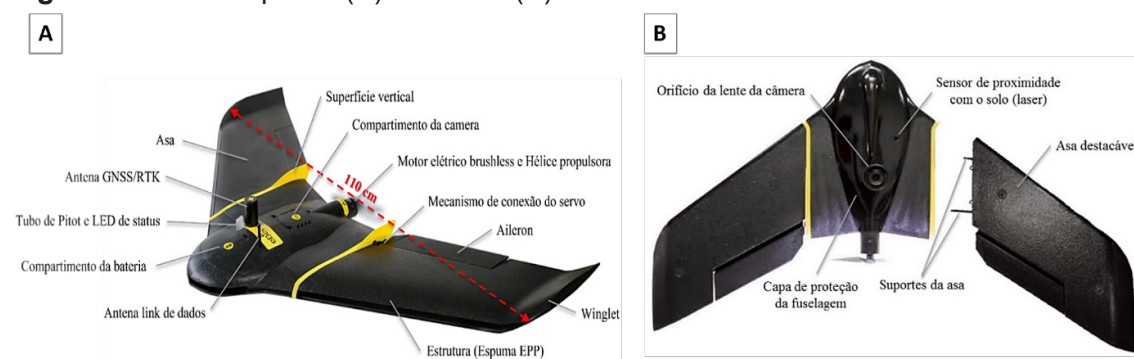 A
B
Superfície vertical
Compartimento da camera
Asa
Motor elétrico brushless e Hélice propulsora
Antena GNSS/RTK
110 cm
Mecanismo de conexão do servo
Tubo de Pitot e LED de status
Aileron
Compartimento da bateria
Antena link de dados
Winglet
Estrutura (Espuma EPP)
Orifício da lente da câmera
Sensor de proximidade
com o solo (laser)
Asa destacável
Capa de proteção
da fuselagem
Suportes da asa